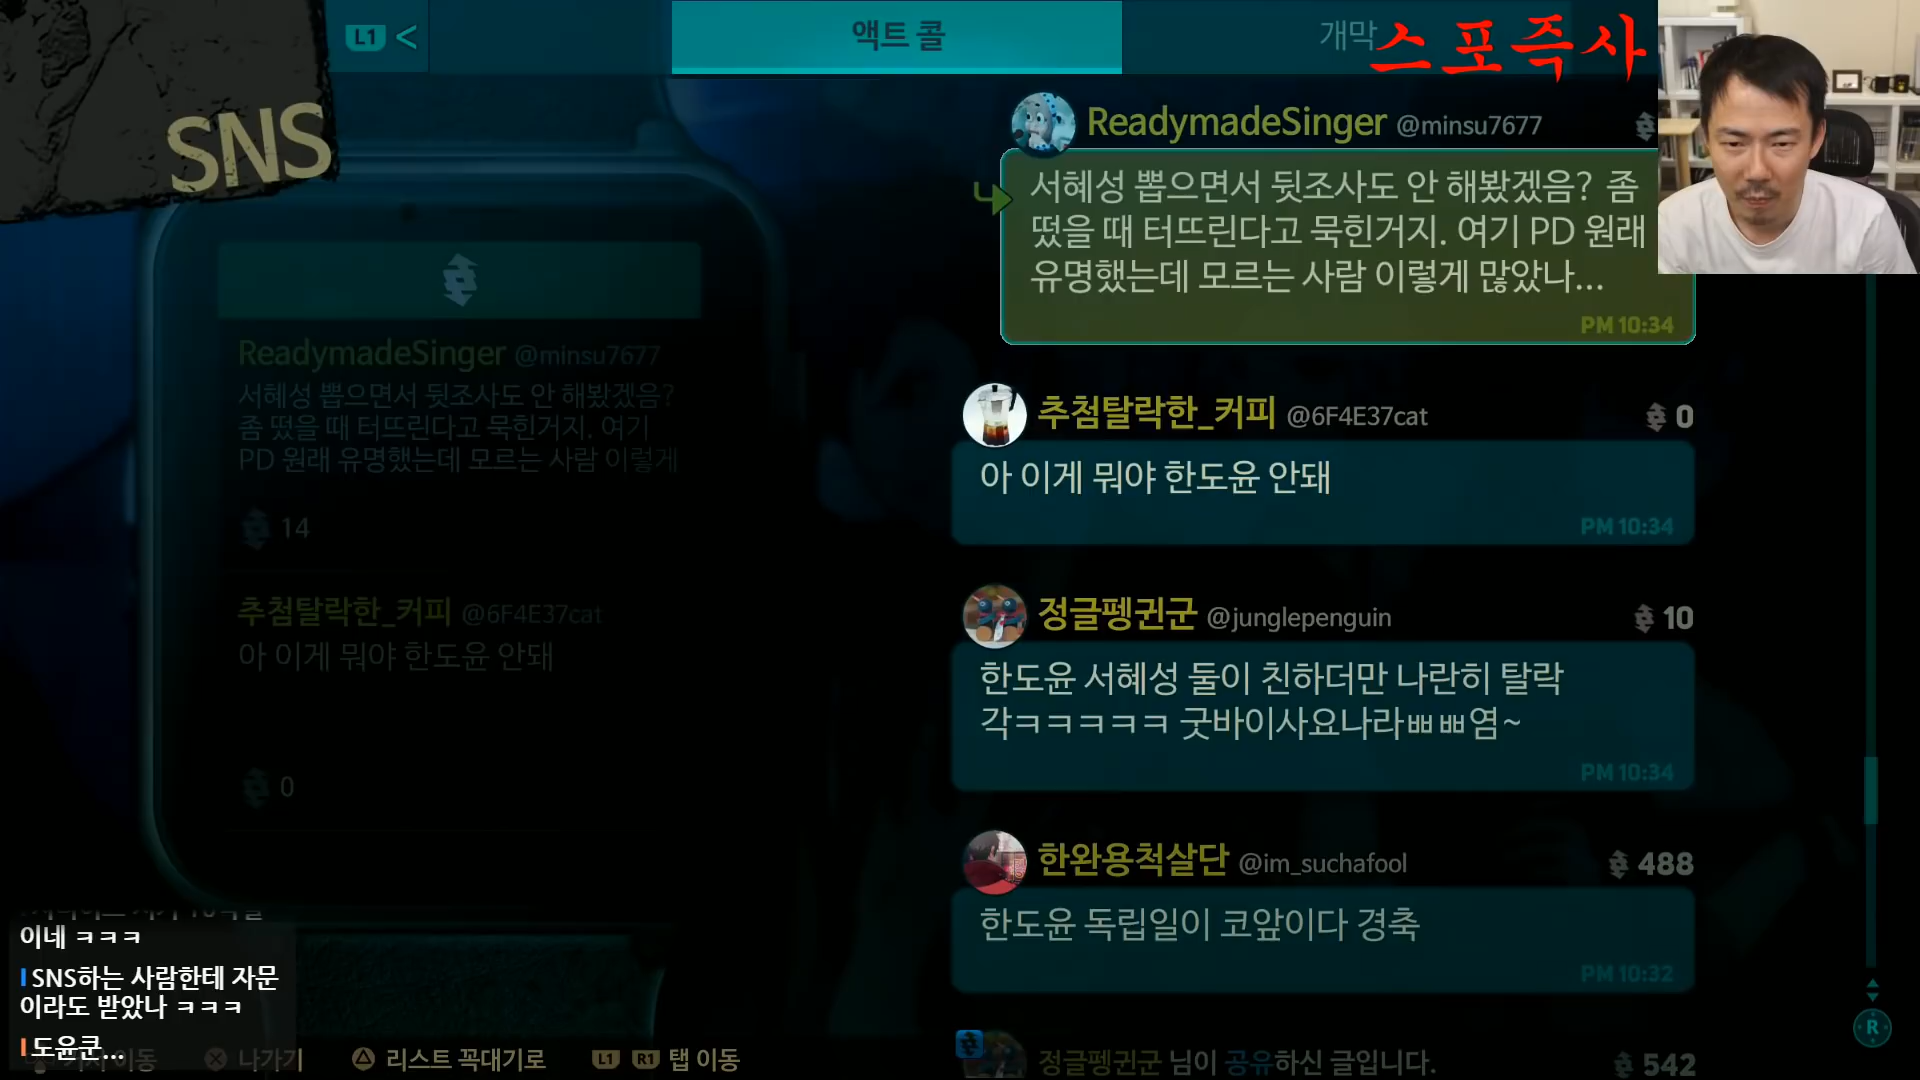 SNS
L1 <
액트 콜
개막
스포즉사
ReadymadeSinger @minsu7677
서혜성 뽑으면서 뒷조사도 안 해봤겠음? 좀
떴을 때 터뜨린다고 묵힌거지. 여기 PD 원래
유명했는데 모르는 사람 이렇게 많았나...
PM 10:34
추첨탈락한_커피 @6F4E37cat
0
아 이게 뭐야 한도윤 안돼
PM 10:34
정글펭귄군 @junglepenguin
10
한도윤 서혜성 둘이 친하더만 나란히 탈락
각ㅋㅋㅋㅋㅋ 굿바이사요나라ㅃㅃ염~
PM 10:34
한완용척살단 @im_suchafool
488
한도윤 독립일이 코앞이다 경축
PM 10:32
정글펭귄군 님이 공유하신 글입니다.
542
ReadymadeSinger @minsu7677
서혜성 뽑으면서 뒷조사도 안 해봤겠음?
좀 떴을 때 터뜨린다고 묵힌거지. 여기
PD 원래 유명했는데 모르는 사람 이렇게
14
추첨탈락한_커피 @6F4E37cat
아 이게 뭐야 한도윤 안돼
0
이네 ㅋㅋㅋ
SNS하는 사람한테 자문
이라도 받았나 ㅋㅋㅋ
도윤쿤...
이동
나가기
리스트 꼭대기로
L1 R1 탭 이동
R